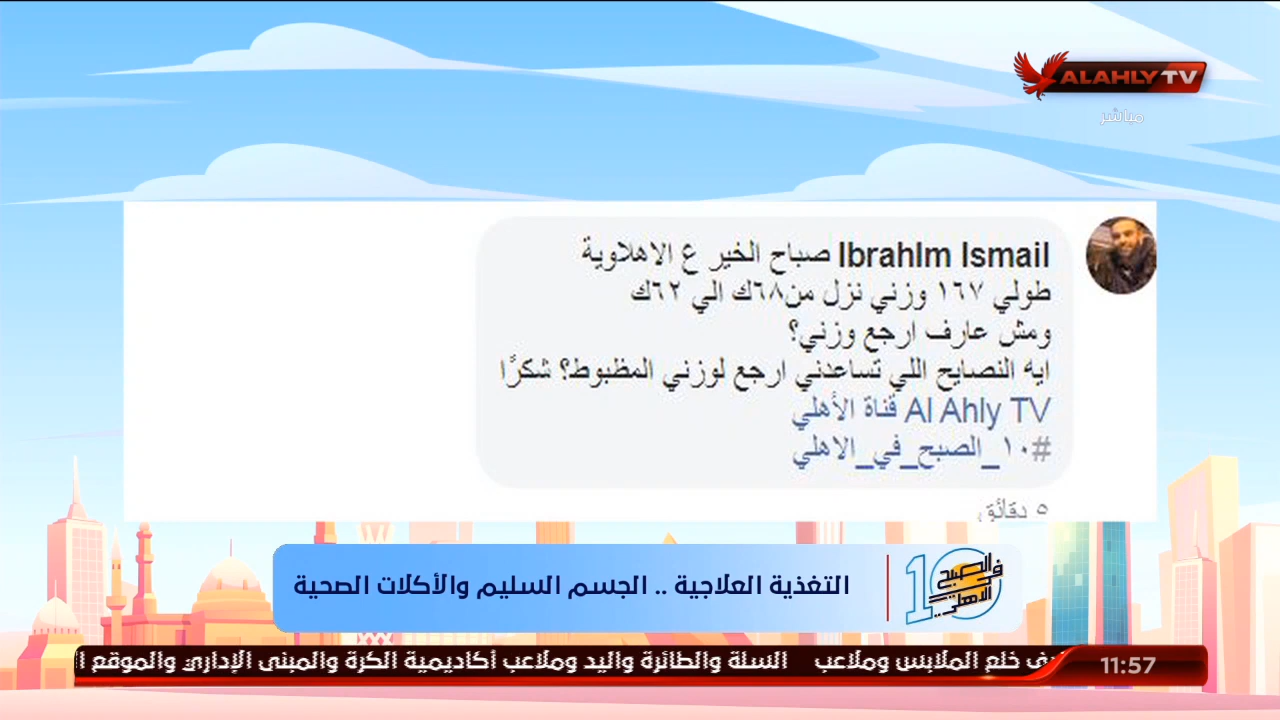 ALAHLY TV
مباشر
Ibrahlm Ismail صباح الخير ع الاهلاوية
طولي ١٦٧ وزني نزل من٦٨ك الي ٦٢ك
ومش عارف ارجع وزني؟
ايه النصايح اللي تساعدني ارجع لوزني المظبوط؟ شكرًا
Al Ahly TV قناة الأهلي
#١٠_الصبح_في_الاهلي
٥ دقائق
10 الصبح في الاهلي..
التغذية العلاجية .. الجسم السليم والأكلات الصحية
خلع الملابس وملاعب السلة والطائرة واليد وملاعب أكاديمية الكرة والمبنى الإداري والموقع
11:57